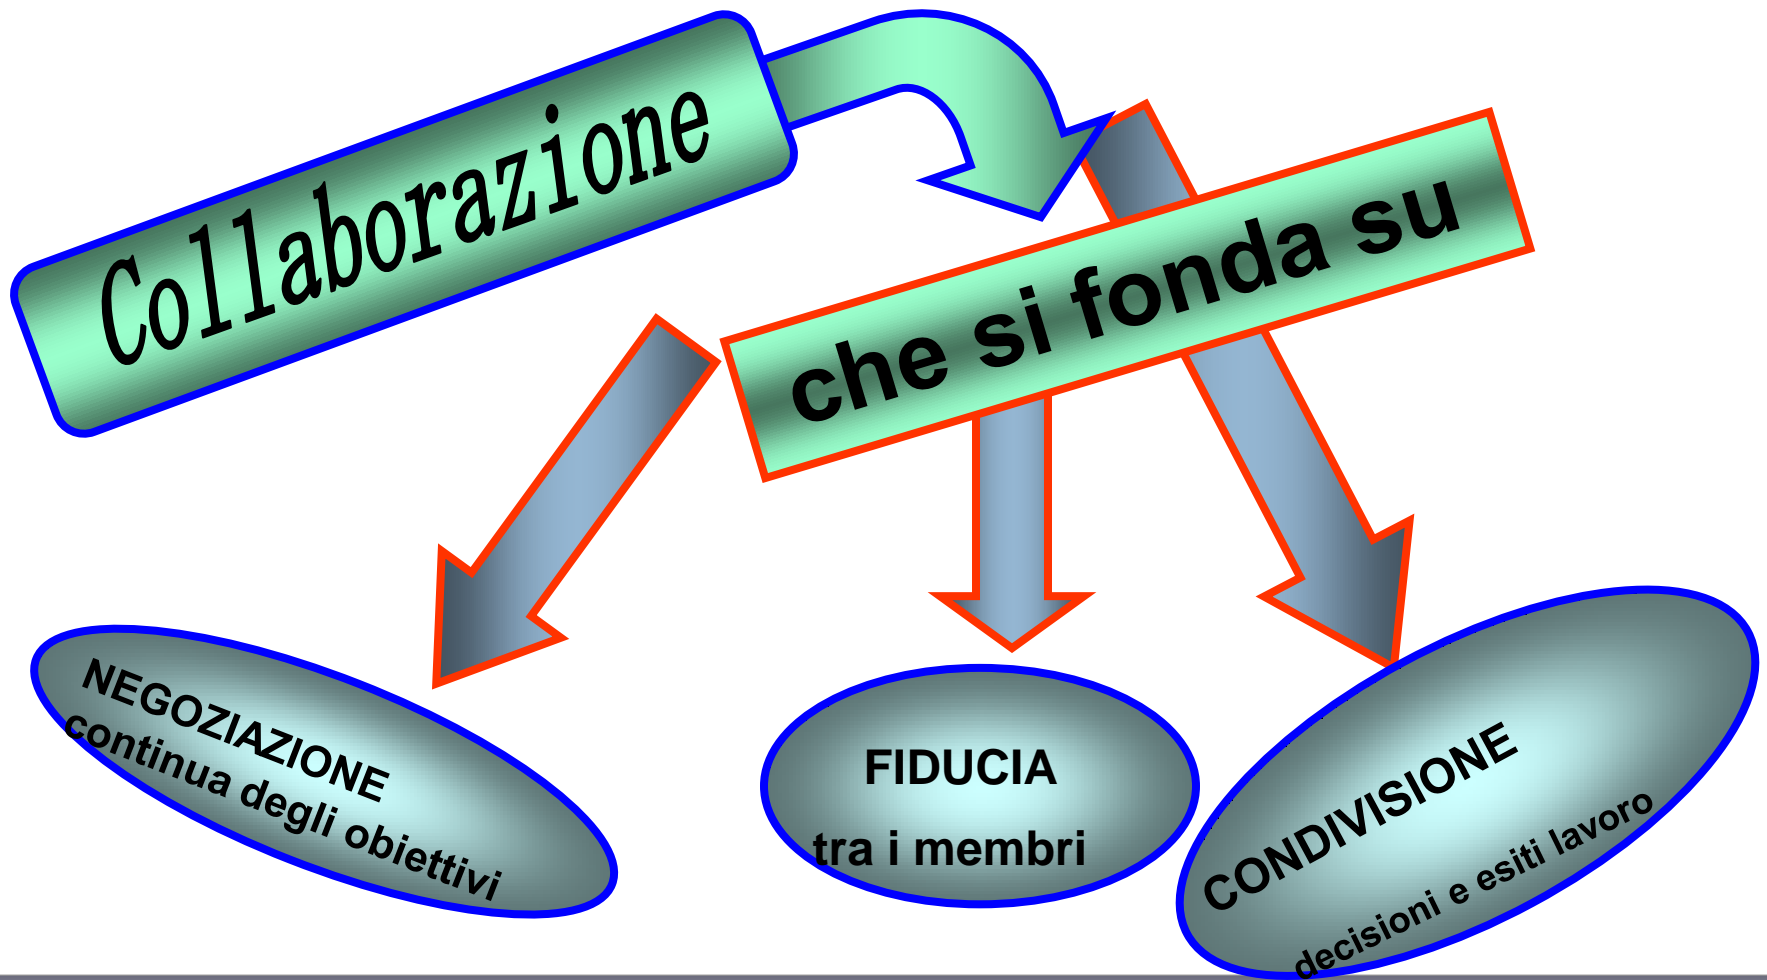 Collaborazione
che si fonda su
NEGOZIAZIONE
continua degli obiettivi
FIDUCIA
tra i membri
CONDIVISIONE
decisioni e esiti lavoro